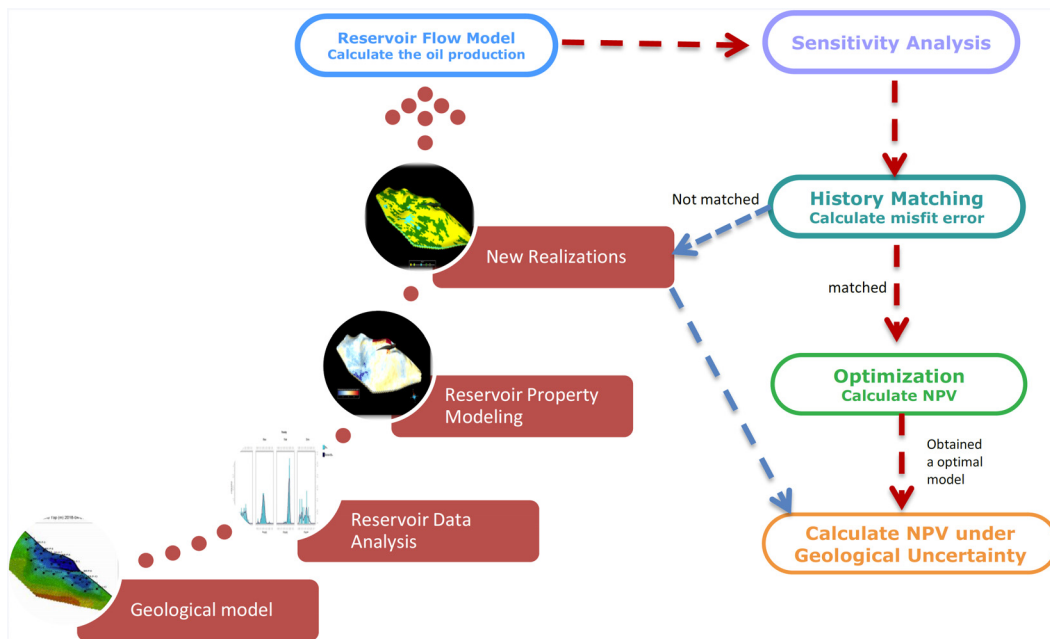 Reservoir Flow Model
Calculate the oil production
Sensitivity Analysis
History Matching
Calculate misfit error
Not matched
New Realizations
matched
Optimization
Calculate NPV
Reservoir Property
Modeling
Obtained
a optimal
model
Reservoir Data
Analysis
Calculate NPV under
Geological Uncertainty
Geological model